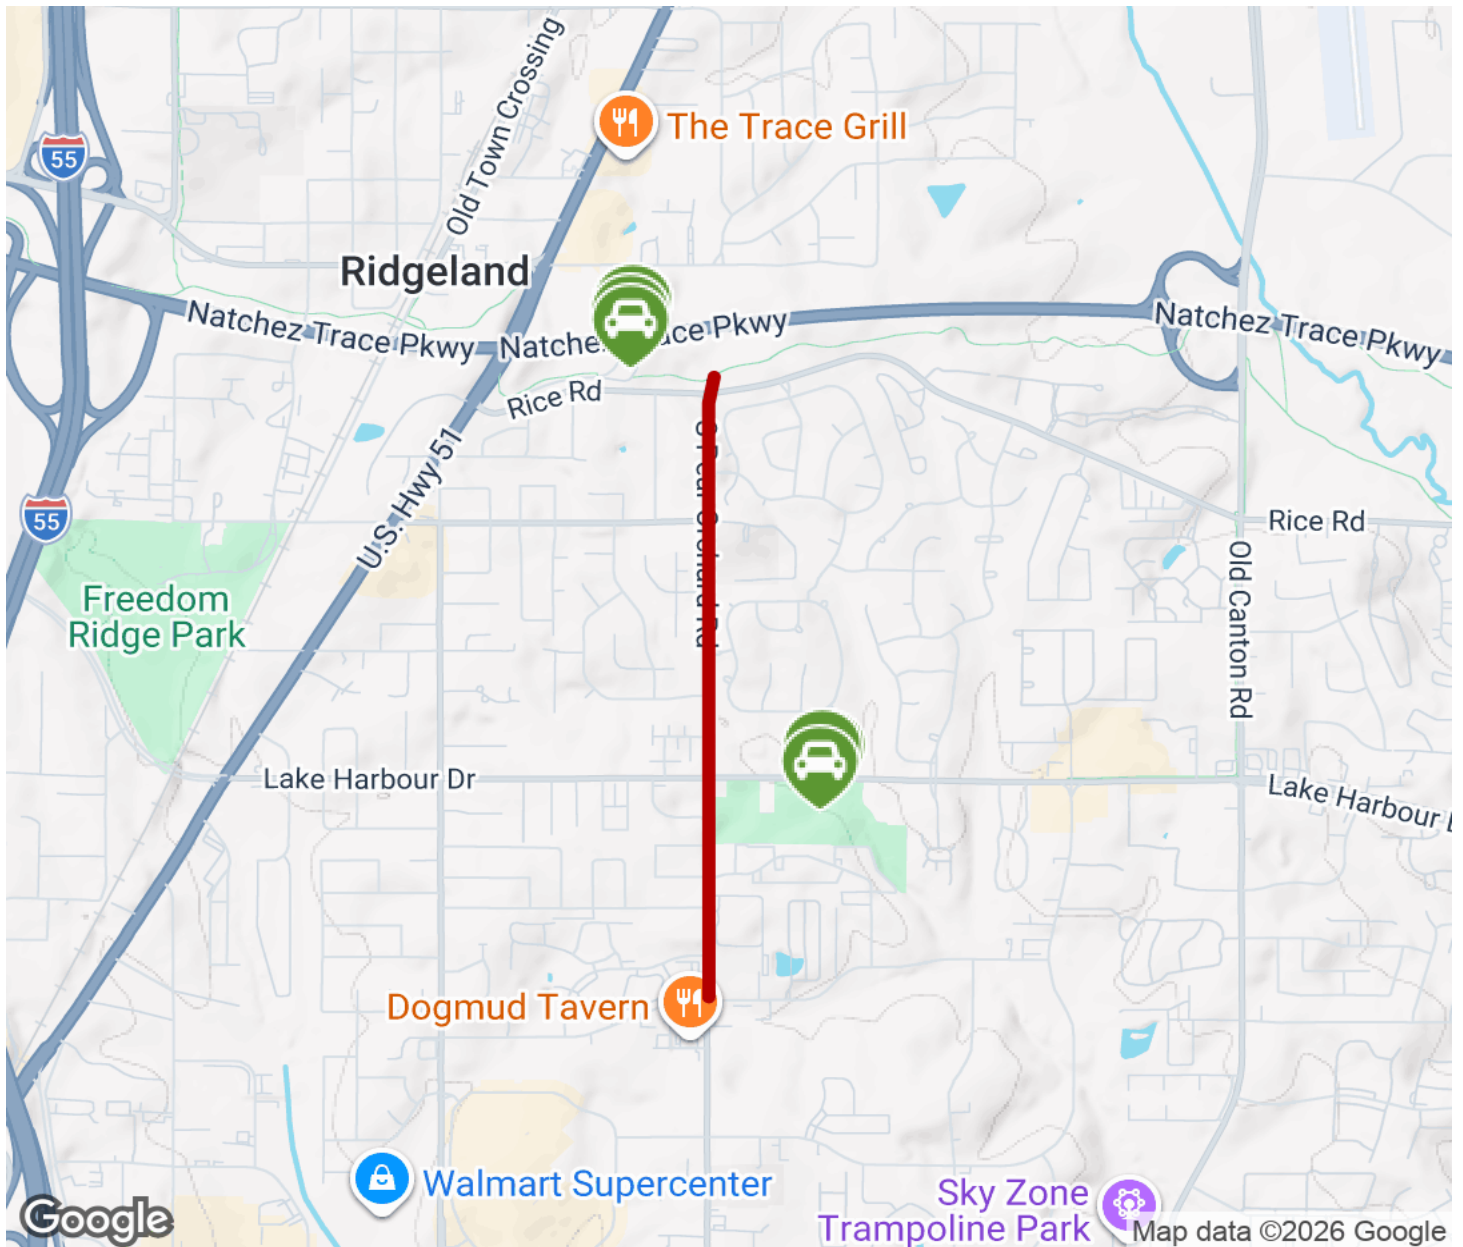 Old Town Crossing
The Trace Grill
55
Ridgeland
Natchez Trace Pkwy
Natchez Trace Pkwy
Natchez Trace Pkwy
Rice Rd
U.S. Hwy 51
55
Rice Rd
Old Canton Rd
Freedom
Ridge Park
Lake Harbour Dr
Lake Harbour
Dogmud Tavern
Walmart Supercenter
Sky Zone
Trampoline Park
Google
Map data ©2026 Google